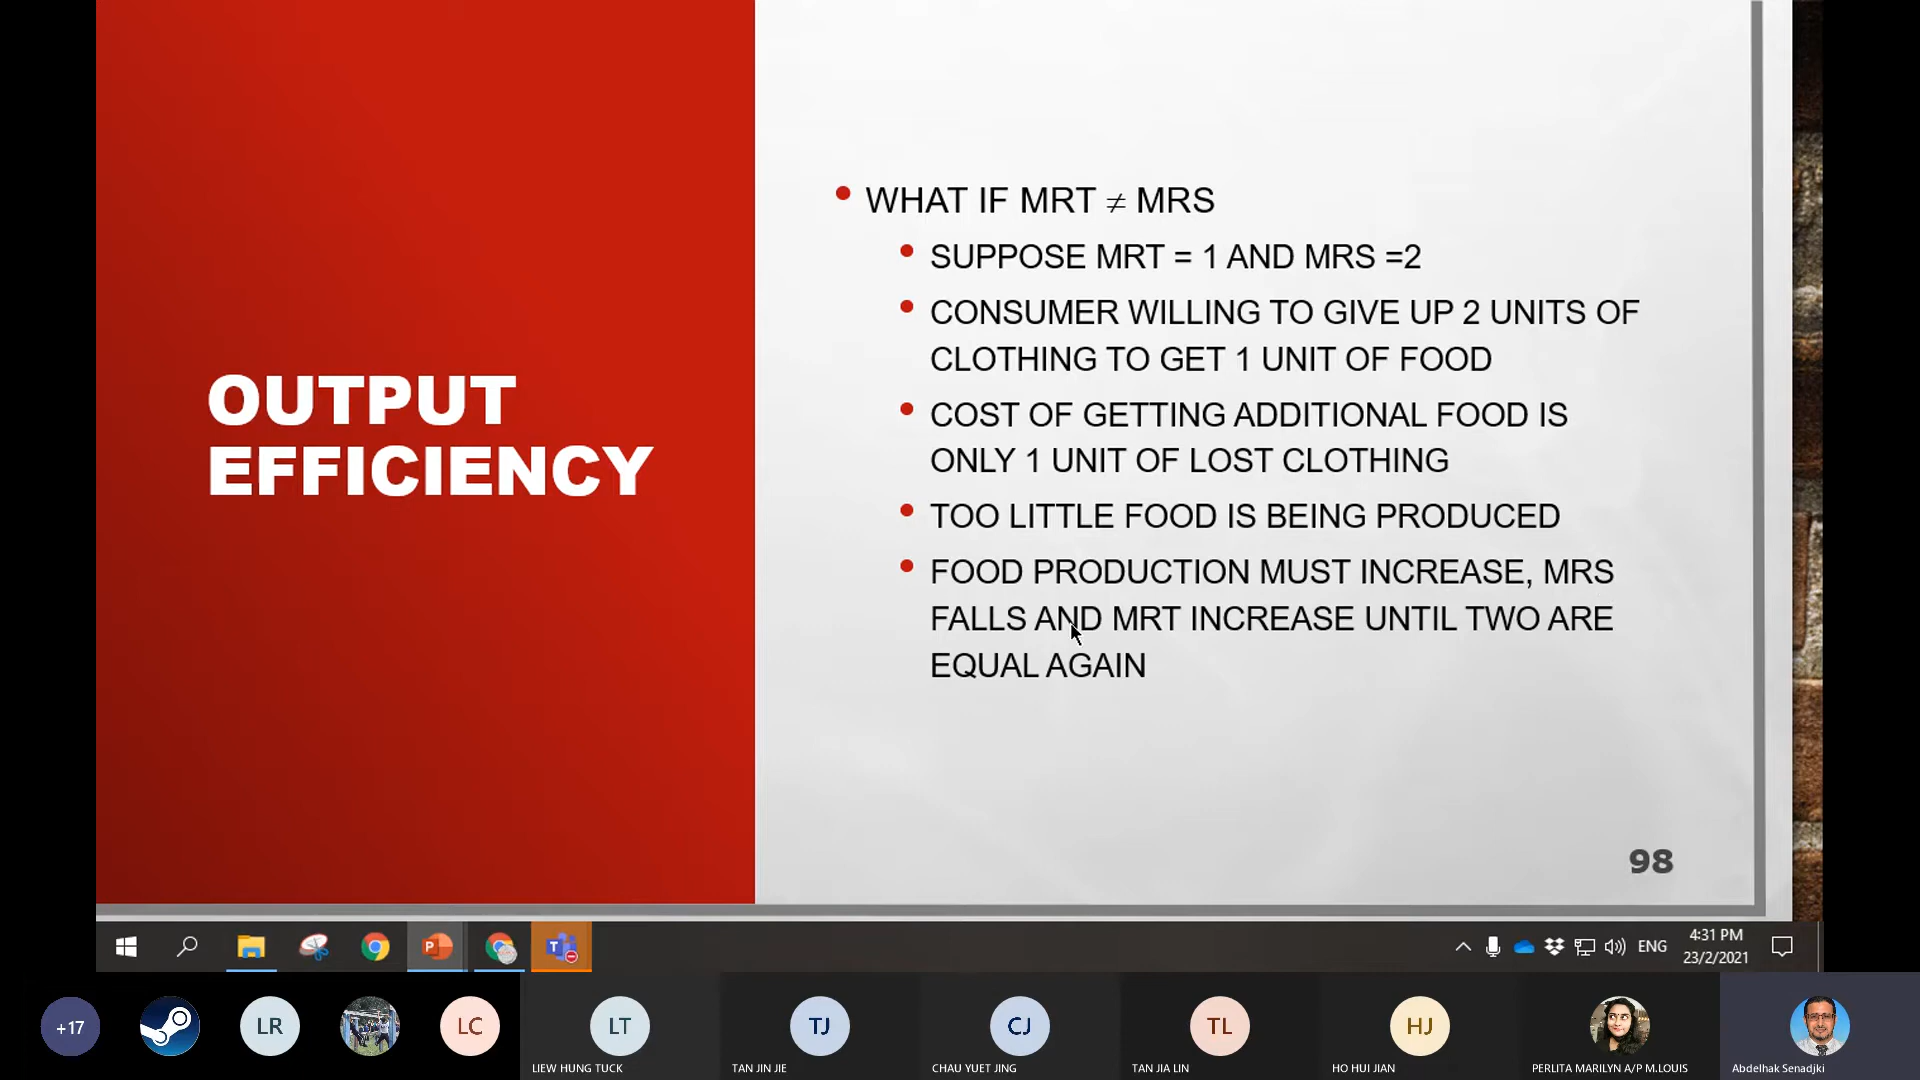 OUTPUT
EFFICIENCY
WHAT IF MRT ≠ MRS
SUPPOSE MRT = 1 AND MRS =2
CONSUMER WILLING TO GIVE UP 2 UNITS OF
CLOTHING TO GET 1 UNIT OF FOOD
COST OF GETTING ADDITIONAL FOOD IS
ONLY 1 UNIT OF LOST CLOTHING
TOO LITTLE FOOD IS BEING PRODUCED
FOOD PRODUCTION MUST INCREASE, MRS
FALLS AND MRT INCREASE UNTIL TWO ARE
EQUAL AGAIN
98
P
T
ENG
4:31 PM
23/2/2021
+17
LR
LC
LT
LIEW HUNG TUCK
TJ
TAN JIN JIE
CJ
CHAU YUET JING
TL
TAN JIA LIN
HJ
HO HUI JIAN
PERLITA MARILYN A/P M.LOUIS
Abdelhak Senadjki